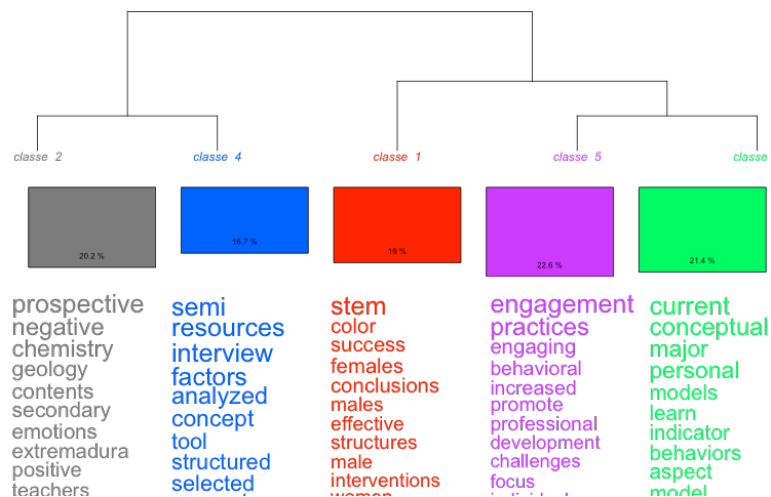 classe 2
classe 4
classe 1
classe 5
classe
20.2 %
16.7 %
19 %
22.6 %
21.4 %
prospective
negative
chemistry
geology
contents
secondary
emotions
extremadura
positive
teachers
semi
resources
interview
factors
analyzed
concept
tool
structured
selected
stem
color
success
females
conclusions
males
effective
structures
male
interventions
women
engagement
practices
engaging
behavioral
increased
promote
professional
development
challenges
focus
current
conceptual
major
personal
models
learn
indicator
behaviors
aspect
model